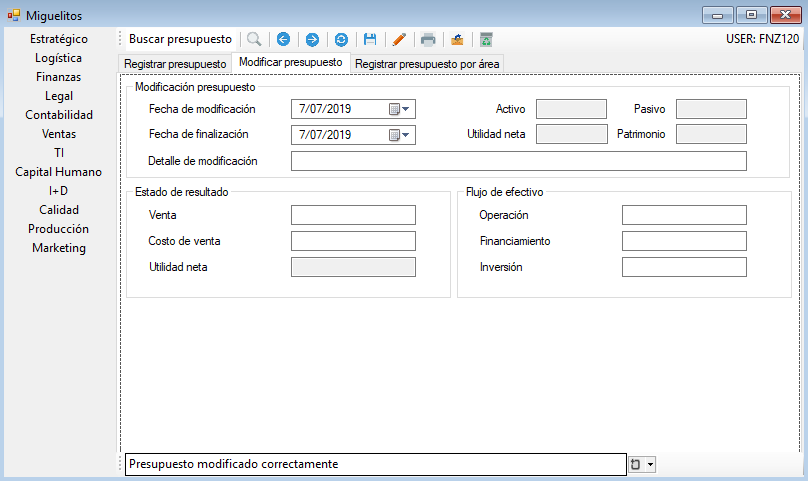 Miguelitos
Estratégico
Logística
Finanzas
Legal
Contabilidad
Ventas
TI
Capital Humano
I+D
Calidad
Producción
Marketing
Buscar presupuesto
USER: FNZ120
Registrar presupuesto Modificar presupuesto Registrar presupuesto por área
Modificación presupuesto
Fecha de modificación 7/07/2019 Activo Pasivo
Fecha de finalización 7/07/2019 Utilidad neta Patrimonio
Detalle de modificación
Estado de resultado
Venta
Costo de venta
Utilidad neta
Flujo de efectivo
Operación
Financiamiento
Inversión
Presupuesto modificado correctamente